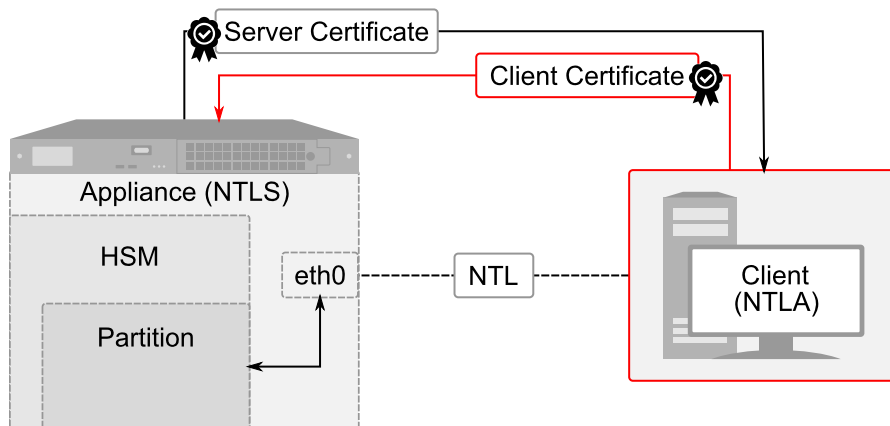 Server Certificate
Client Certificate
Appliance (NTLS)
HSM
eth0
NTL
Client
(NTLA)
Partition